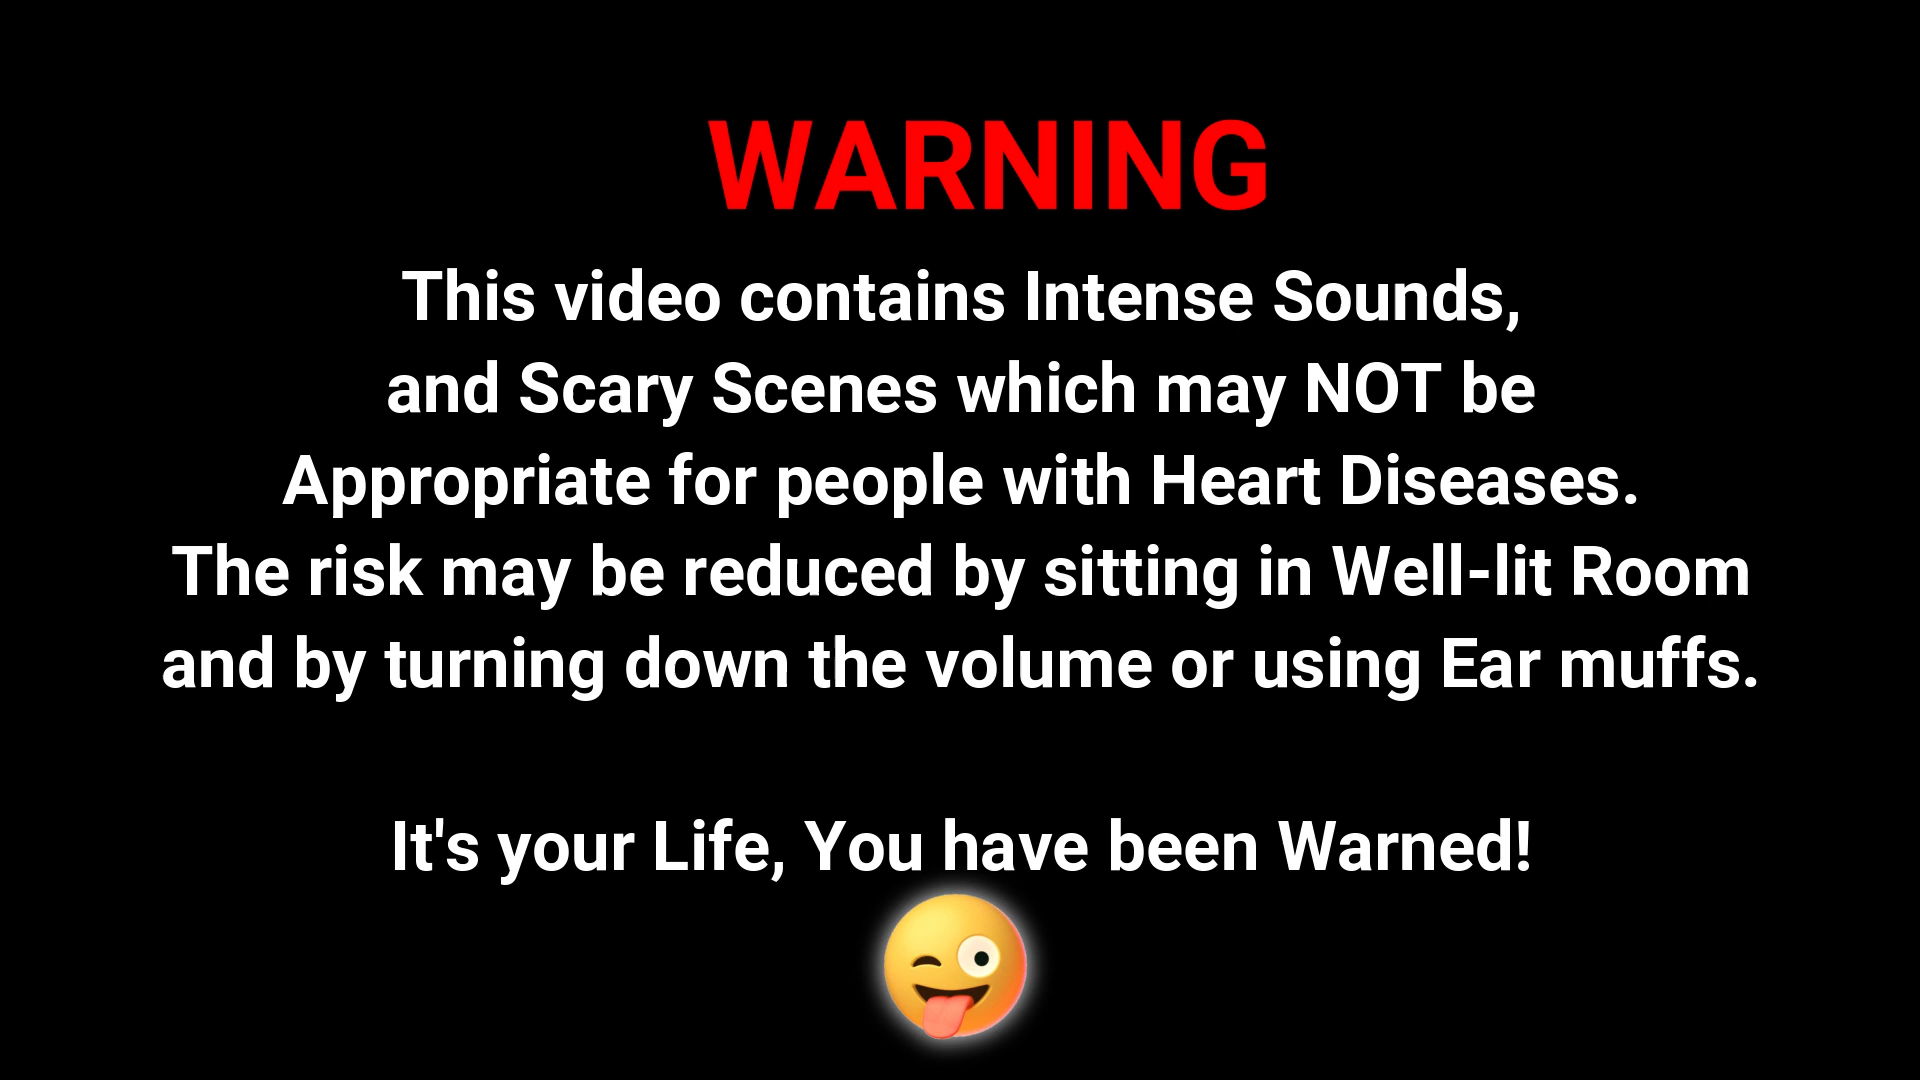 WARNING
This video contains Intense Sounds,
and Scary Scenes which may NOT be
Appropriate for people with Heart Diseases.
The risk may be reduced by sitting in Well-lit Room
and by turning down the volume or using Ear muffs.
It's your Life, You have been Warned!